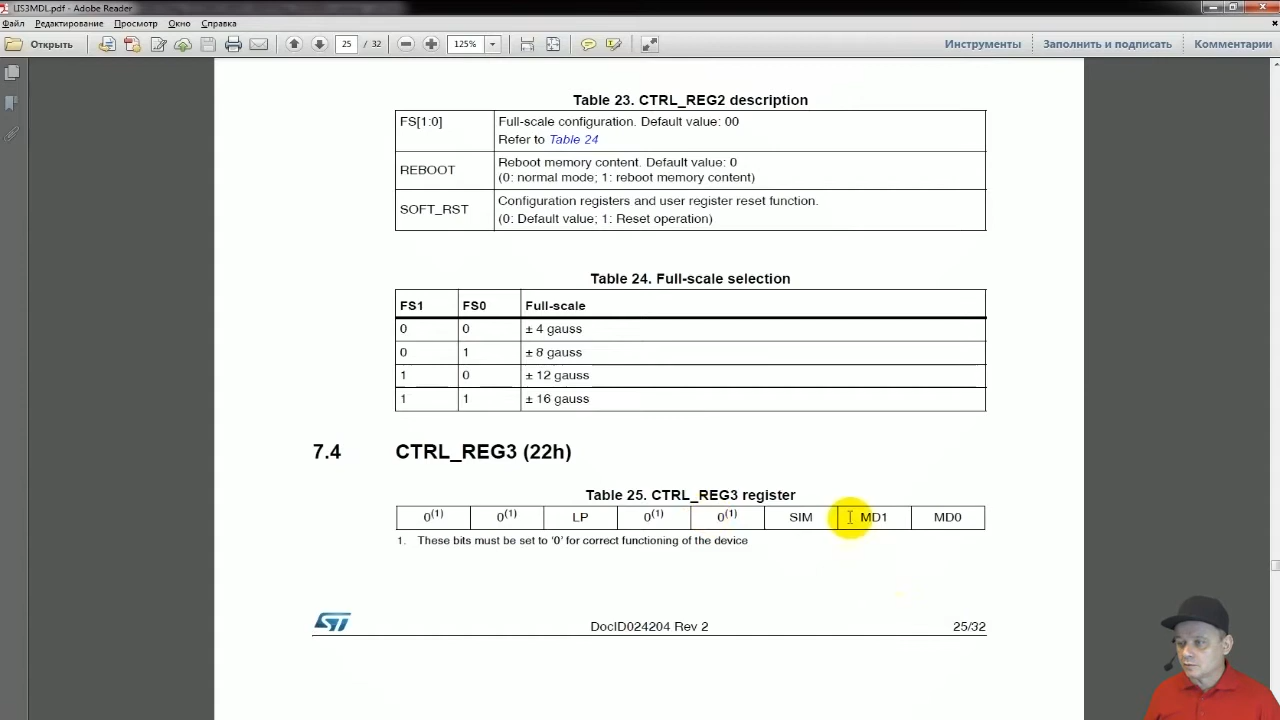 LIS3MDL.pdf - Adobe Reader
Файл Редактирование Просмотр Окно Справка
Открыть 25 / 32 125% Инструменты Заполнить и подписать Комментарии
Table 23. CTRL_REG2 description
FS[1:0] Full-scale configuration. Default value: 00
Refer to Table 24
REBOOT Reboot memory content. Default value: 0
(0: normal mode; 1: reboot memory content)
SOFT_RST Configuration registers and user register reset function.
(0: Default value; 1: Reset operation)
Table 24. Full-scale selection
FS1 FS0 Full-scale
0 0 ± 4 gauss
0 1 ± 8 gauss
1 0 ± 12 gauss
1 1 ± 16 gauss
7.4 CTRL_REG3 (22h)
Table 25. CTRL_REG3 register
0(1) 0(1) LP 0(1) 0(1) SIM MD1 MD0
1. These bits must be set to ‘0’ for correct functioning of the device
ST DocID024204 Rev 2 25/32